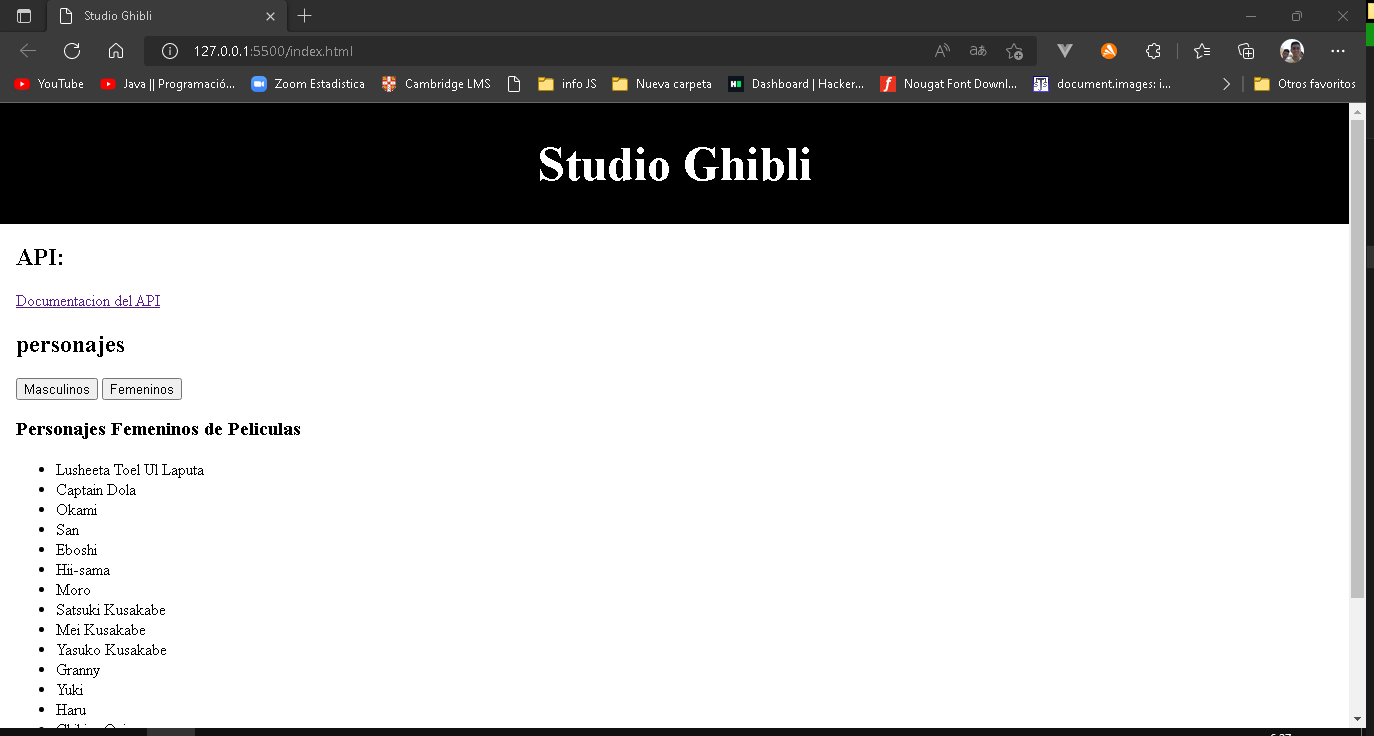 Studio Ghibli
127.0.0.1:5500/index.html
YouTube Java || Programació... Zoom Estadistica Cambridge LMS info JS Nueva carpeta Dashboard | Hacker... Nougat Font Downl... document.images: i... Otros favoritos
Studio Ghibli
API:
Documentacion del API
personajes
Masculinos Femeninos
Personajes Femeninos de Peliculas
Lusheeta Toel Ul Laputa
Captain Dola
Okami
San
Eboshi
Hii-sama
Moro
Satsuki Kusakabe
Mei Kusakabe
Yasuko Kusakabe
Granny
Yuki
Haru